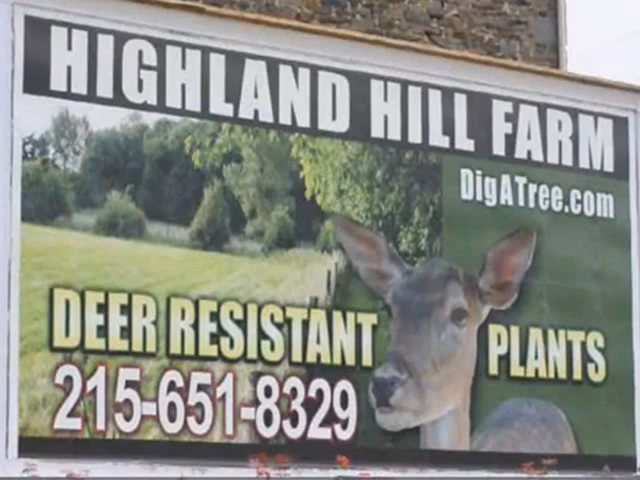 HIGHLAND HILL FARM
DigATree.com
DEER RESISTANT PLANTS
215-651-8329